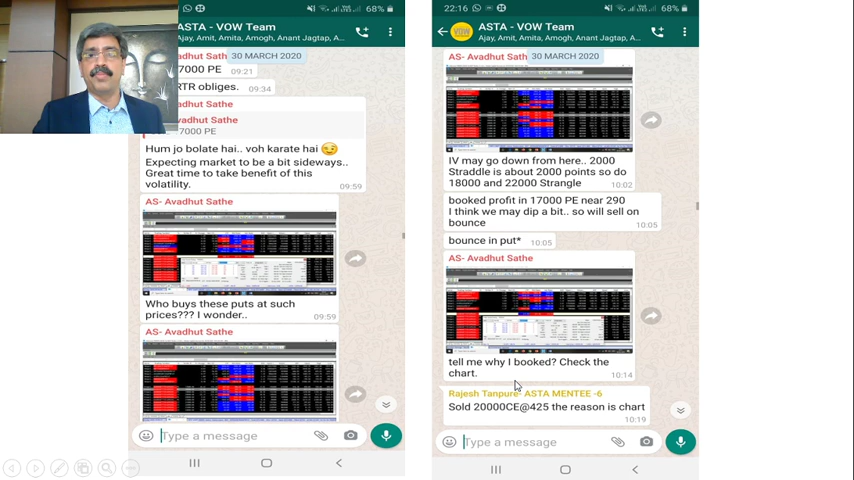 68%
ASTA - VOW Team
Ajay, Amit, Amita, Amogh, Anant Jagtap, A...
Avadhut Sathe
30 MARCH 2020
7000 PE
09:21
RTR obliges.
09:34
Avadhut Sathe
Avadhut Sathe
7000 PE
Hum jo bolate hai.. voh karate hai 😏
Expecting market to be a bit sideways..
Great time to take benefit of this
volatility.
09:59
AS- Avadhut Sathe
Who buys these puts at such
prices??? I wonder..
09:59
AS- Avadhut Sathe
Type a message
22:16
68%
ASTA - VOW Team
Ajay, Amit, Amita, Amogh, Anant Jagtap, A...
AS- Avadhut Sath
30 MARCH 2020
IV may go down from here.. 2000
Straddle is about 2000 points so do
18000 and 22000 Strangle
10:02
booked profit in 17000 PE near 290
I think we may dip a bit.. so will sell on
bounce
10:05
bounce in put*
10:05
AS- Avadhut Sathe
tell me why I booked? Check the
chart.
10:14
Rajesh Tanpure- ASTA MENTEE -6
Sold 20000CE@425 the reason is chart
10:19
Type a message